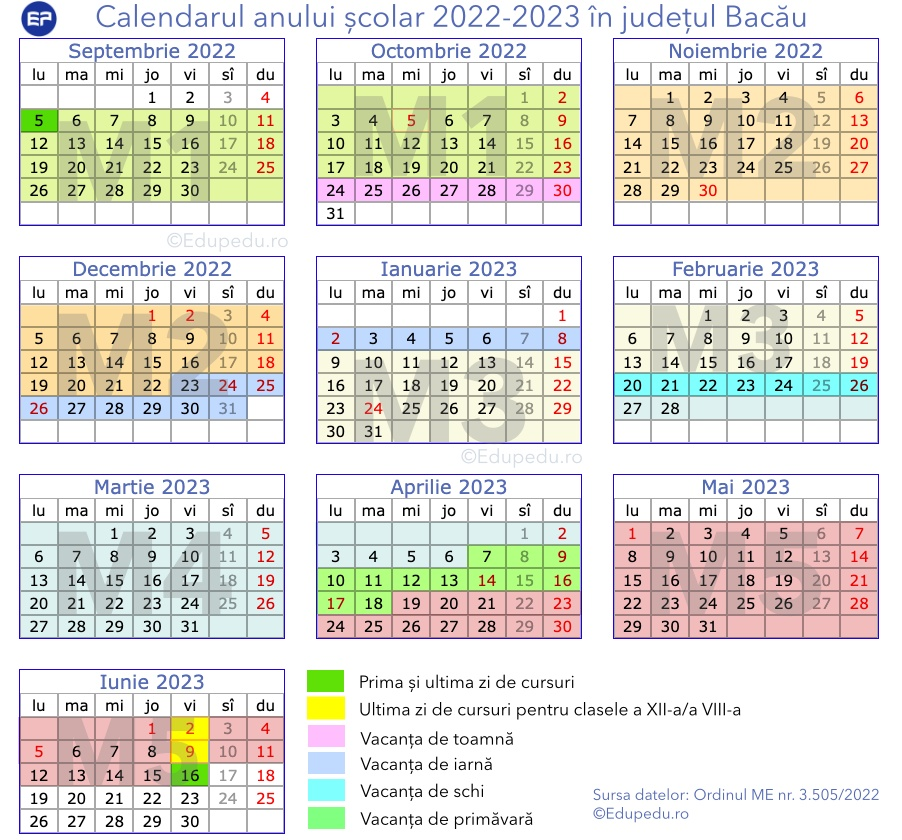 EP Calendarul anului școlar 2022-2023 în județul Bacău
Septembrie 2022
lu ma mi jo vi sî du
1 2 3 4
5 6 7 8 9 10 11
12 13 14 15 16 17 18
19 20 21 22 23 24 25
26 27 28 29 30
M1
©Edupedu.ro
Octombrie 2022
lu ma mi jo vi sî du
1 2
3 4 5 6 7 8 9
10 11 12 13 14 15 16
17 18 19 20 21 22 23
24 25 26 27 28 29 30
31
M1
Noiembrie 2022
lu ma mi jo vi sî du
1 2 3 4 5 6
7 8 9 10 11 12 13
14 15 16 17 18 19 20
21 22 23 24 25 26 27
28 29 30
M2
Decembrie 2022
lu ma mi jo vi sî du
1 2 3 4
5 6 7 8 9 10 11
12 13 14 15 16 17 18
19 20 21 22 23 24 25
26 27 28 29 30 31
M2
Ianuarie 2023
lu ma mi jo vi sî du
1
2 3 4 5 6 7 8
9 10 11 12 13 14 15
16 17 18 19 20 21 22
23 24 25 26 27 28 29
30 31
M3
©Edupedu.ro
Februarie 2023
lu ma mi jo vi sî du
1 2 3 4 5
6 7 8 9 10 11 12
13 14 15 16 17 18 19
20 21 22 23 24 25 26
27 28
M3
Martie 2023
lu ma mi jo vi sî du
1 2 3 4 5
6 7 8 9 10 11 12
13 14 15 16 17 18 19
20 21 22 23 24 25 26
27 28 29 30 31
M4
Aprilie 2023
lu ma mi jo vi sî du
1 2
3 4 5 6 7 8 9
10 11 12 13 14 15 16
17 18 19 20 21 22 23
24 25 26 27 28 29 30
Mai 2023
lu ma mi jo vi sî du
1 2 3 4 5 6 7
8 9 10 11 12 13 14
15 16 17 18 19 20 21
22 23 24 25 26 27 28
29 30 31
M5
Iunie 2023
lu ma mi jo vi sî du
1 2 3 4
5 6 7 8 9 10 11
12 13 14 15 16 17 18
19 20 21 22 23 24 25
26 27 28 29 30
M5
Prima și ultima zi de cursuri
Ultima zi de cursuri pentru clasele a XII-a/a VIII-a
Vacanța de toamnă
Vacanța de iarnă
Vacanța de schi
Vacanța de primăvară
Sursa datelor: Ordinul ME nr. 3.505/2022
©Edupedu.ro